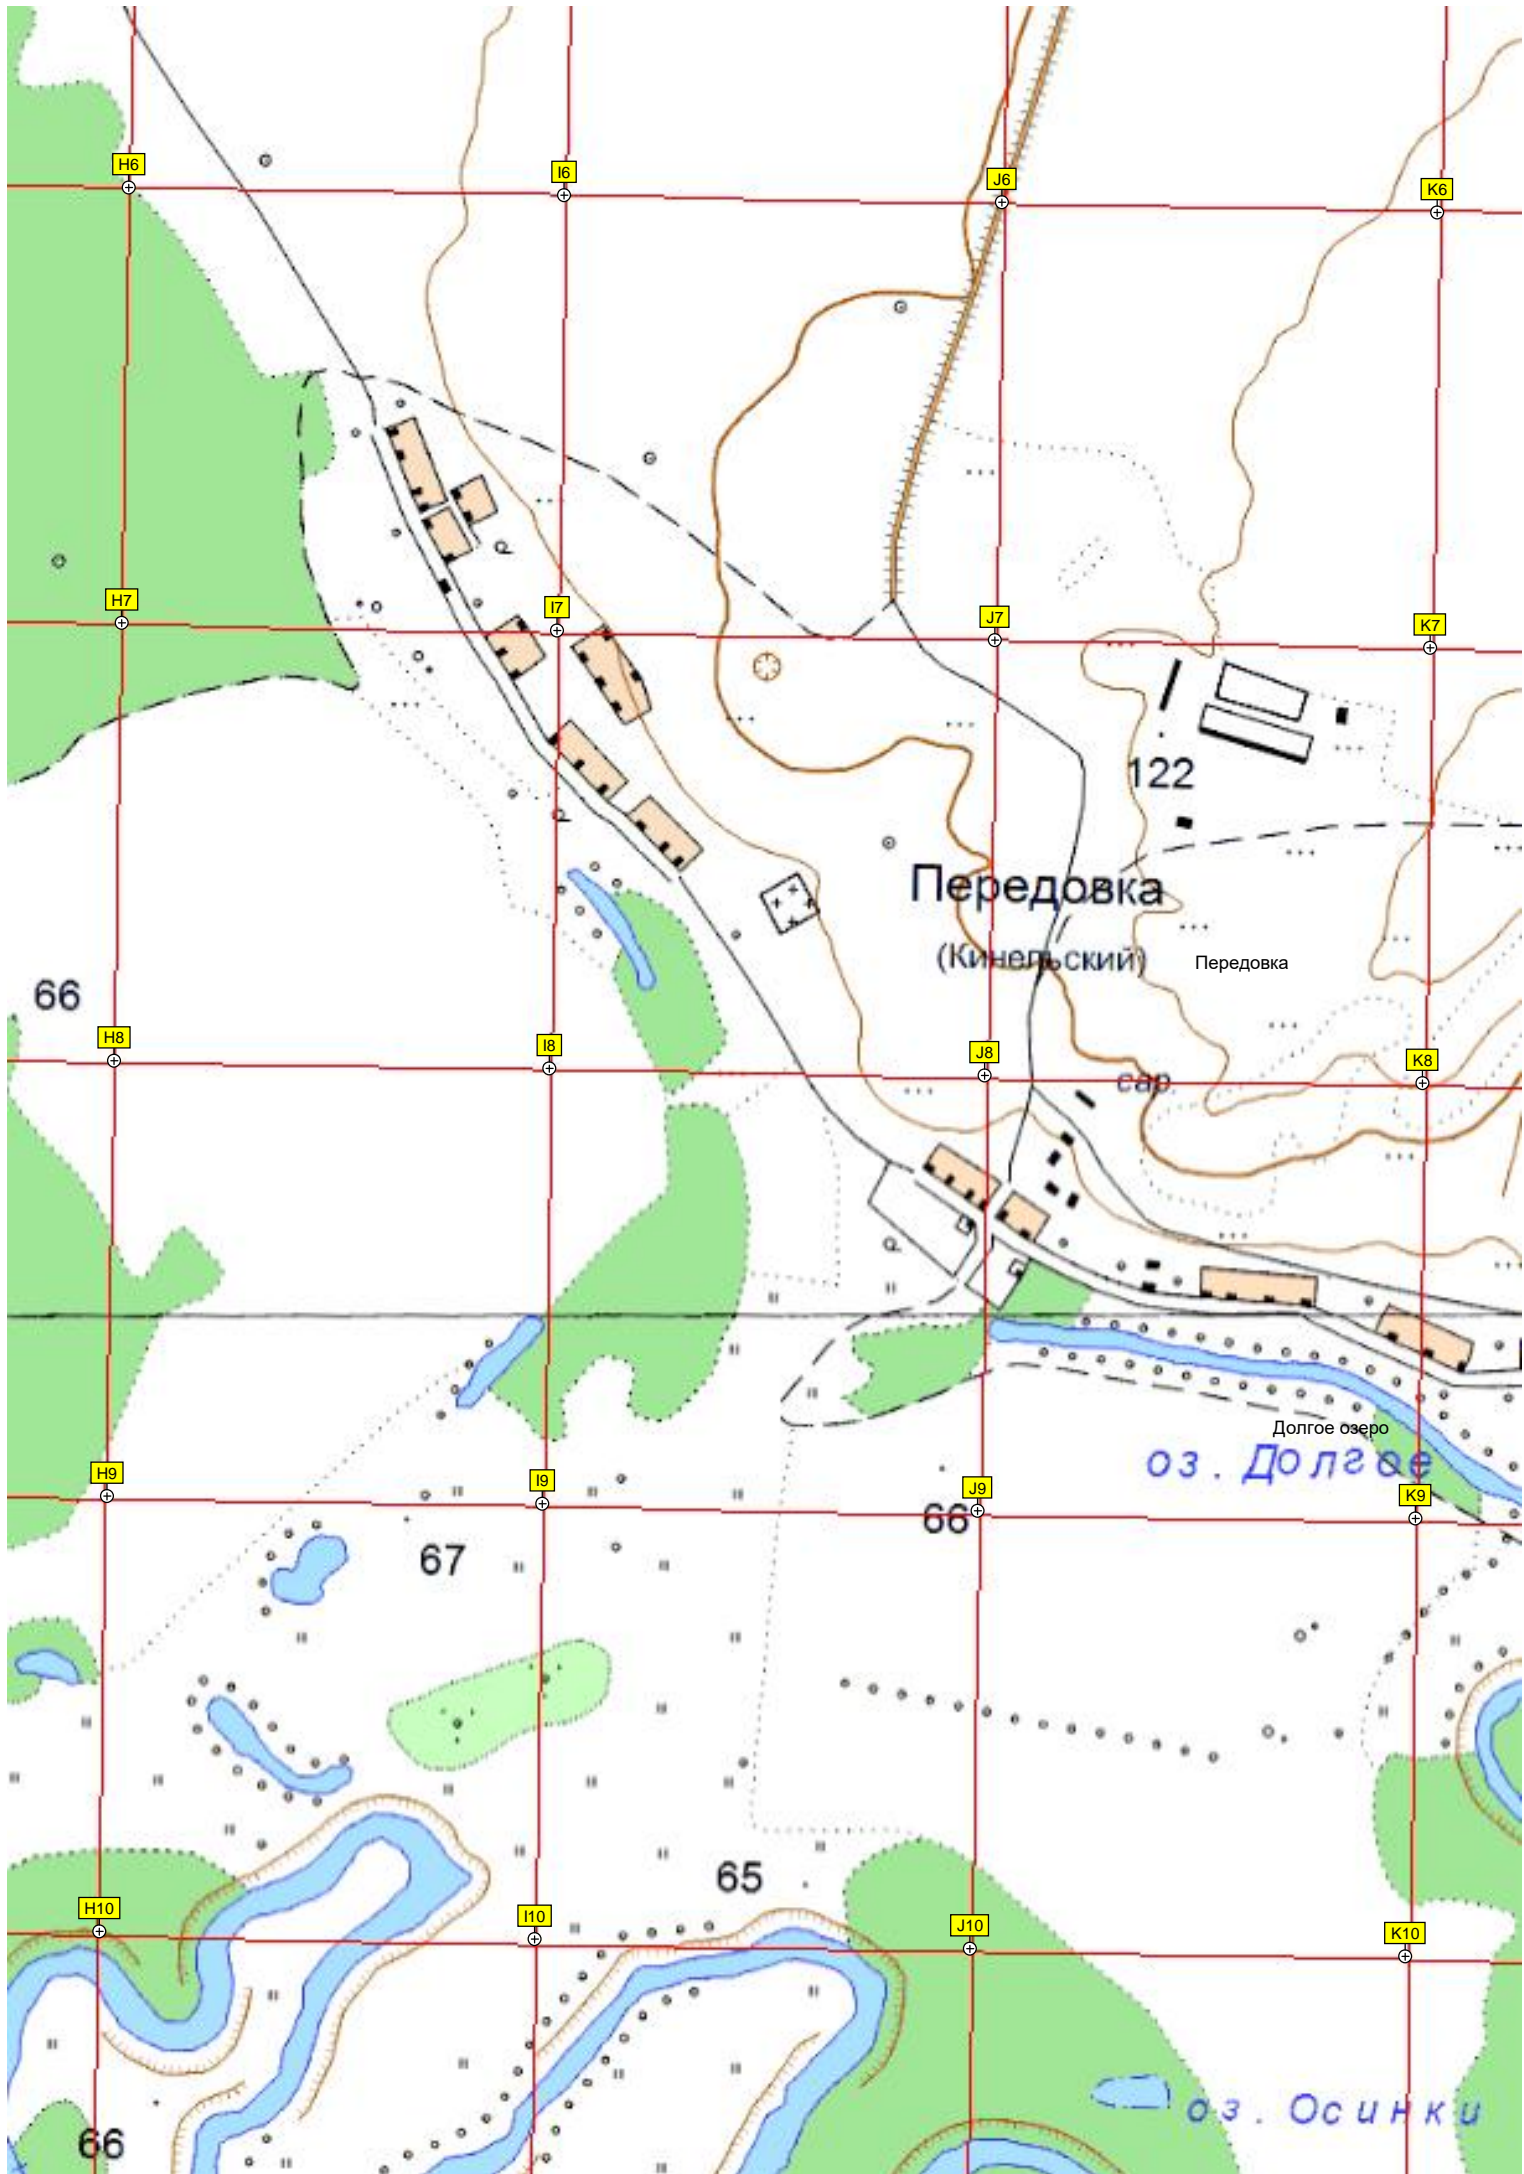 H6
I6
J6
K6
H7
I7
J7
K7
122
Передовка
(Кинельский)
Передовка
66
H8
I8
J8
K8
сар.
Долгое озеро
оз. Долгое
H9
I9
J9
K9
66
67
65
H10
I10
J10
K10
оз. Осинки
66